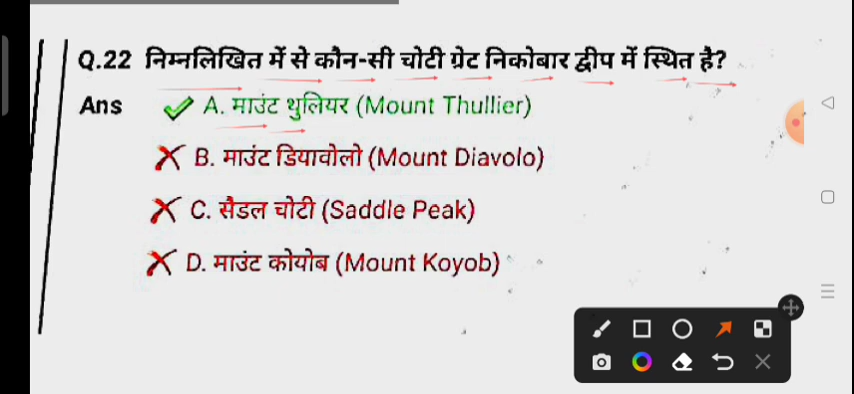 Q.22 निम्नलिखित में से कौन-सी चोटी ग्रेट निकोबार द्वीप में स्थित है?
Ans A. माउंट थुलियर (Mount Thullier)
B. माउंट डियावोलो (Mount Diavolo)
C. सैडल चोटी (Saddle Peak)
D. माउंट कोयोब (Mount Koyob)